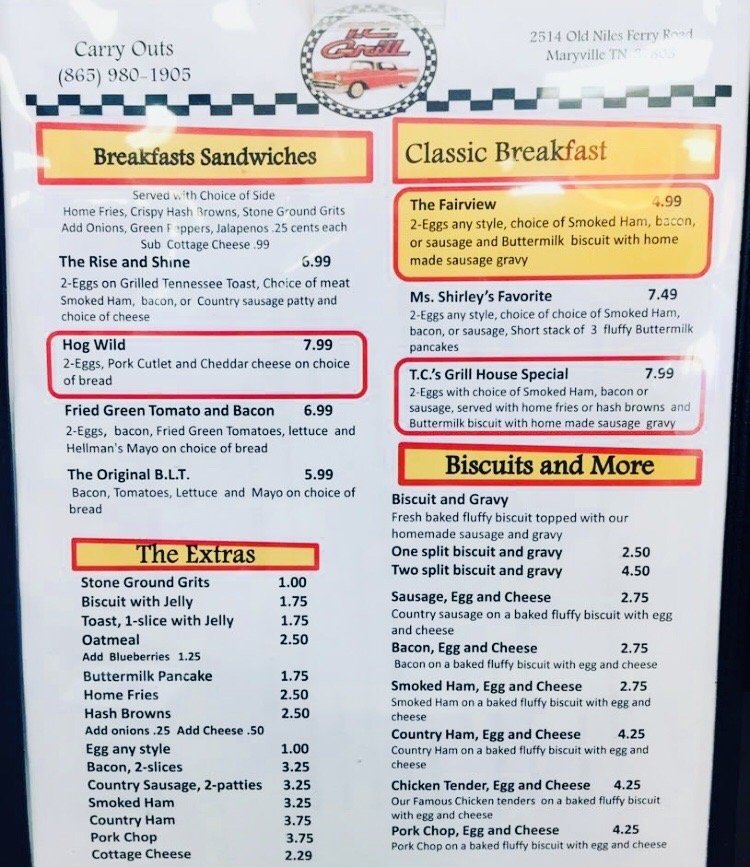 Carry Outs
(865) 980-1905
T.C.'s
Grill
2514 Old Niles Ferry Road
Maryville TN 37803
Breakfasts Sandwiches
Served with Choice of Side
Home Fries, Crispy Hash Browns, Stone Ground Grits
Add Onions, Green Peppers, Jalapenos .25 cents each
Sub Cottage Cheese .99
The Rise and Shine 6.99
2-Eggs on Grilled Tennessee Toast, Choice of meat
Smoked Ham, bacon, or Country sausage patty and
choice of cheese
Hog Wild 7.99
2-Eggs, Pork Cutlet and Cheddar cheese on choice
of bread
Fried Green Tomato and Bacon 6.99
2-Eggs, bacon, Fried Green Tomatoes, lettuce and
Hellman's Mayo on choice of bread
The Original B.L.T. 5.99
Bacon, Tomatoes, Lettuce and Mayo on choice of
bread
The Extras
Stone Ground Grits 1.00
Biscuit with Jelly 1.75
Toast, 1-slice with Jelly 1.75
Oatmeal 2.50
Add Blueberries 1.25
Buttermilk Pancake 1.75
Home Fries 2.50
Hash Browns 2.50
Add onions .25 Add Cheese .50
Egg any style 1.00
Bacon, 2-slices 3.25
Country Sausage, 2-patties 3.25
Smoked Ham 3.25
Country Ham 3.75
Pork Chop 3.75
Cottage Cheese 2.29
Classic Breakfast
The Fairview 4.99
2-Eggs any style, choice of Smoked Ham, bacon,
or sausage and Buttermilk biscuit with home
made sausage gravy
Ms. Shirley's Favorite 7.49
2-Eggs any style, choice of choice of Smoked Ham,
bacon, or sausage, Short stack of 3 fluffy Buttermilk
pancakes
T.C.'s Grill House Special 7.99
2-Eggs with choice of Smoked Ham, bacon or
sausage, served with home fries or hash browns and
Buttermilk biscuit with home made sausage gravy
Biscuits and More
Biscuit and Gravy
Fresh baked fluffy biscuit topped with our
homemade sausage and gravy
One split biscuit and gravy 2.50
Two split biscuit and gravy 4.50
Sausage, Egg and Cheese 2.75
Country sausage on a baked fluffy biscuit with egg
and cheese
Bacon, Egg and Cheese 2.75
Bacon on a baked fluffy biscuit with egg and cheese
Smoked Ham, Egg and Cheese 2.75
Smoked Ham on a baked fluffy biscuit with egg and
cheese
Country Ham, Egg and Cheese 4.25
Country Ham on a baked fluffy biscuit with egg and
cheese
Chicken Tender, Egg and Cheese 4.25
Our Famous Chicken tenders on a baked fluffy biscuit
with egg and cheese
Pork Chop, Egg and Cheese 4.25
Pork Chop on a baked fluffy biscuit with egg and cheese